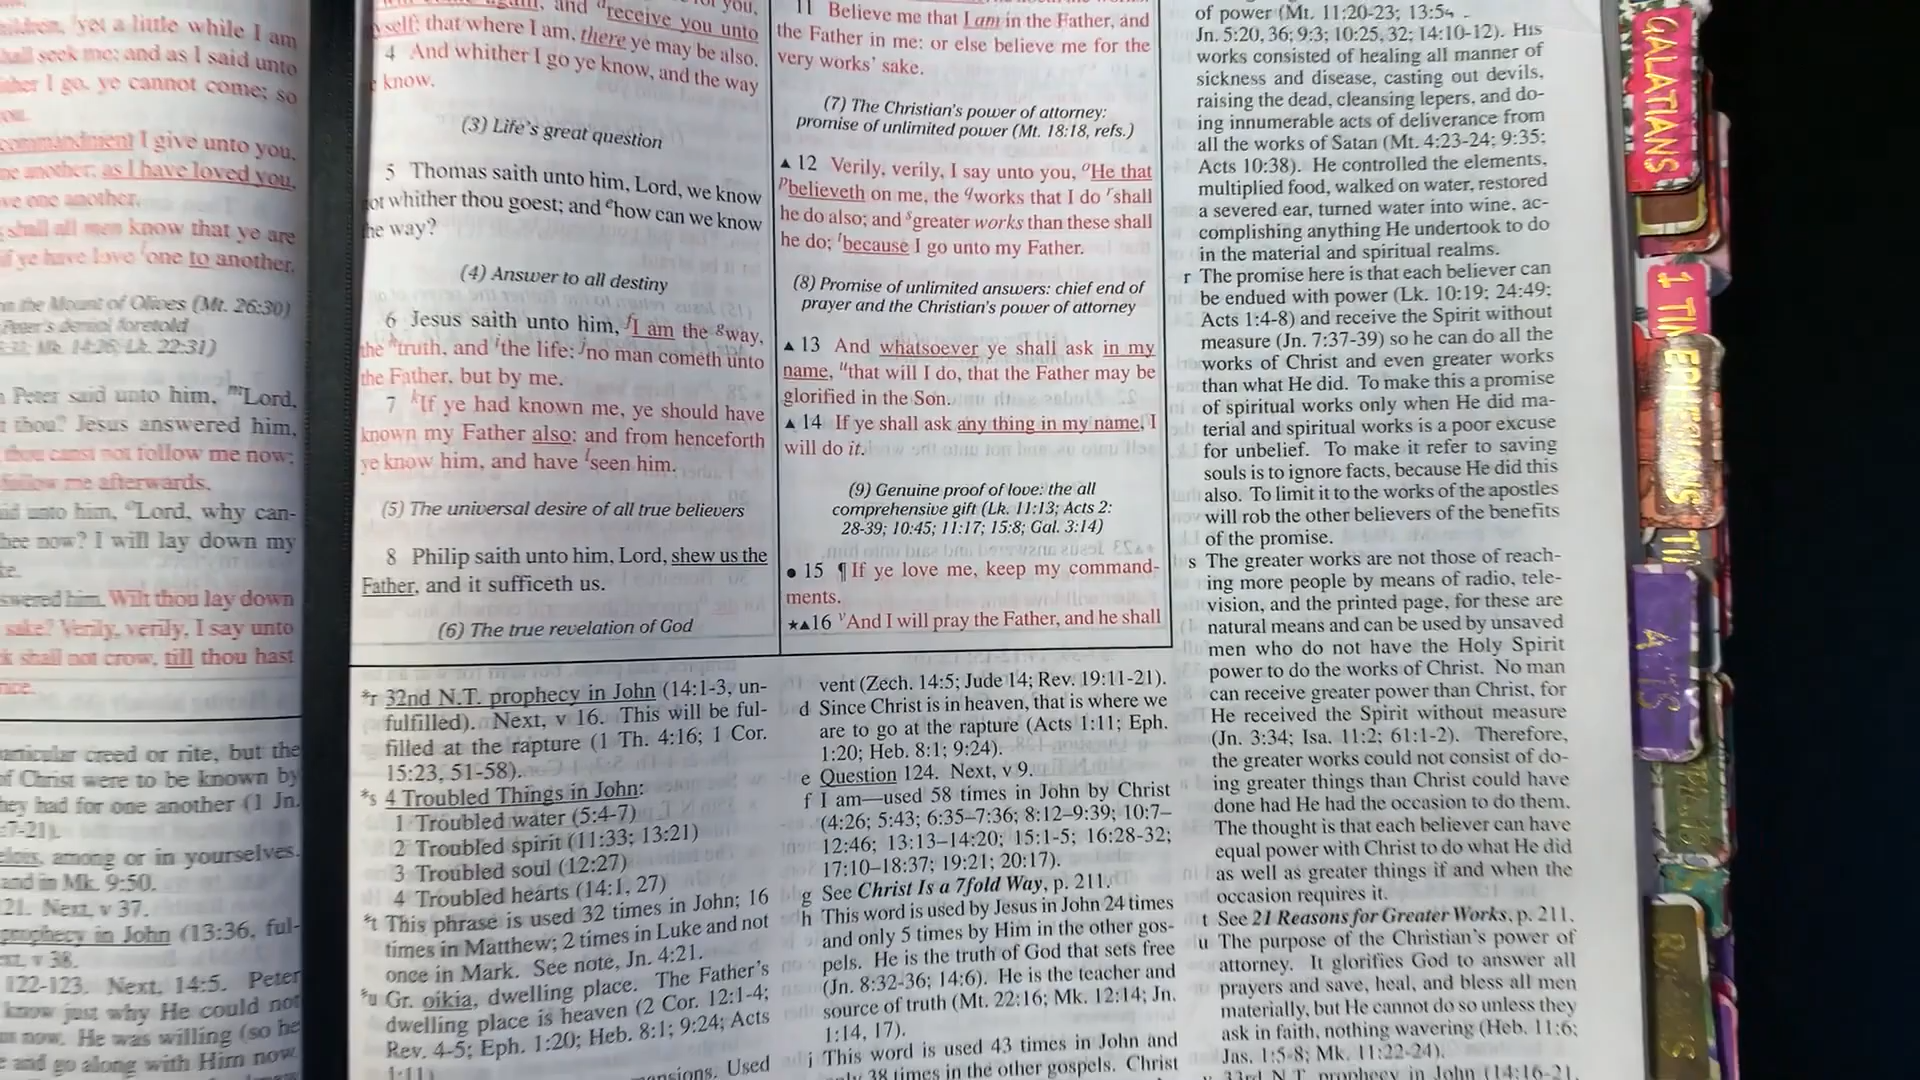 yet a little while I am
shall seek me: and as I said unto
I go, ye cannot come; so
commandment I give unto you,
another; as I have loved you,
one another.
shall all men know that ye are
if ye have love ᶠone to another.
the Mount of Olives (Mt. 26:30)
Peter's denial foretold
Lk. 22:31)
Peter said unto him, ᵐLord,
thou? Jesus answered him,
thou canst not follow me now;
follow me afterwards.
unto him, ᵒLord, why can-
thee now? I will lay down my
him. Wilt thou lay down
sake? Verily, verily, I say unto
shall not crow, till thou hast
creed or rite, but the
Christ were to be known by
had for one another (1 Jn.
among or in yourselves.
and in Mk. 9:50.
21. Next, v 37.
prophecy in John (13:36, ful-
v 38.
122-123. Next, 14:5. Peter
know just why He could not
now. He was willing (so he
and go along with Him now
and receive you unto
that where I am, there ye may be also.
4 And whither I go ye know, and the way
know.
(3) Life's great question
5 Thomas saith unto him, Lord, we know
not whither thou goest; and ᵉhow can we know
the way?
(4) Answer to all destiny
6 Jesus saith unto him, ᶠI am the ᵍway,
the ʰtruth, and ⁱthe life: ʲno man cometh unto
the Father, but by me.
7 ᵏIf ye had known me, ye should have
known my Father also: and from henceforth
ye know him, and have ˡseen him.
(5) The universal desire of all true believers
8 Philip saith unto him, Lord, shew us the
Father, and it sufficeth us.
(6) The true revelation of God
11 Believe me that I am in the Father, and
the Father in me: or else believe me for the
very works' sake.
(7) The Christian's power of attorney:
promise of unlimited power (Mt. 18:18, refs.)
▲ 12 Verily, verily, I say unto you, ᵒHe that
ᵖbelieveth on me, the ᑫworks that I do ʳshall
he do also; and ˢgreater works than these shall
he do; ᵗbecause I go unto my Father.
(8) Promise of unlimited answers: chief end of
prayer and the Christian's power of attorney
▲ 13 And whatsoever ye shall ask in my
name, ᵘthat will I do, that the Father may be
glorified in the Son.
▲ 14 If ye shall ask any thing in my name, I
will do it.
(9) Genuine proof of love: the all
comprehensive gift (Lk. 11:13; Acts 2:
28-39; 10:45; 11:17; 15:8; Gal. 3:14)
● 15 ¶ If ye love me, keep my command-
ments.
★▲16 ᵛAnd I will pray the Father, and he shall
*r 32nd N.T. prophecy in John (14:1-3, un-
fulfilled). Next, v 16. This will be ful-
filled at the rapture (1 Th. 4:16; 1 Cor.
15:23, 51-58).
*s 4 Troubled Things in John:
1 Troubled water (5:4-7)
2 Troubled spirit (11:33; 13:21)
3 Troubled soul (12:27)
4 Troubled hearts (14:1, 27)
*t This phrase is used 32 times in John; 16
times in Matthew; 2 times in Luke and not
once in Mark. See note, Jn. 4:21.
*u Gr. oikia, dwelling place. The Father's
dwelling place is heaven (2 Cor. 12:1-4;
Rev. 4-5; Eph. 1:20; Heb. 8:1; 9:24; Acts
1:11)
Used
vent (Zech. 14:5; Jude 14; Rev. 19:11-21).
d Since Christ is in heaven, that is where we
are to go at the rapture (Acts 1:11; Eph.
1:20; Heb. 8:1; 9:24).
e Question 124. Next, v 9.
f I am—used 58 times in John by Christ
(4:26; 5:43; 6:35–7:36; 8:12–9:39; 10:7–
12:46; 13:13–14:20; 15:1-5; 16:28-32;
17:10–18:37; 19:21; 20:17).
g See Christ Is a 7fold Way, p. 211.
h This word is used by Jesus in John 24 times
and only 5 times by Him in the other gos-
pels. He is the truth of God that sets free
(Jn. 8:32-36; 14:6). He is the teacher and
source of truth (Mt. 22:16; Mk. 12:14; Jn.
1:14, 17).
j This word is used 43 times in John and
38 times in the other gospels. Christ
of power (Mt. 11:20-23; 13:54
Jn. 5:20, 36; 9:3; 10:25, 32; 14:10-12). His
works consisted of healing all manner of
sickness and disease, casting out devils,
raising the dead, cleansing lepers, and do-
ing innumerable acts of deliverance from
all the works of Satan (Mt. 4:23-24; 9:35;
Acts 10:38). He controlled the elements,
multiplied food, walked on water, restored
a severed ear, turned water into wine, ac-
complishing anything He undertook to do
in the material and spiritual realms.
r The promise here is that each believer can
be endued with power (Lk. 10:19; 24:49;
Acts 1:4-8) and receive the Spirit without
measure (Jn. 7:37-39) so he can do all the
works of Christ and even greater works
than what He did. To make this a promise
of spiritual works only when He did ma-
terial and spiritual works is a poor excuse
for unbelief. To make it refer to saving
souls is to ignore facts, because He did this
also. To limit it to the works of the apostles
will rob the other believers of the benefits
of the promise.
s The greater works are not those of reach-
ing more people by means of radio, tele-
vision, and the printed page, for these are
natural means and can be used by unsaved
men who do not have the Holy Spirit
power to do the works of Christ. No man
can receive greater power than Christ, for
He received the Spirit without measure
(Jn. 3:34; Isa. 11:2; 61:1-2). Therefore,
the greater works could not consist of do-
ing greater things than Christ could have
done had He had the occasion to do them.
The thought is that each believer can have
equal power with Christ to do what He did
as well as greater things if and when the
occasion requires it.
t See 21 Reasons for Greater Works, p. 211.
u The purpose of the Christian's power of
attorney. It glorifies God to answer all
prayers and save, heal, and bless all men
materially, but He cannot do so unless they
ask in faith, nothing wavering (Heb. 11:6;
Jas. 1:5-8; Mk. 11:22-24).
33rd N.T. prophecy in John (14:16-21,
GALATIANS
1 TIM
EPHESIANS